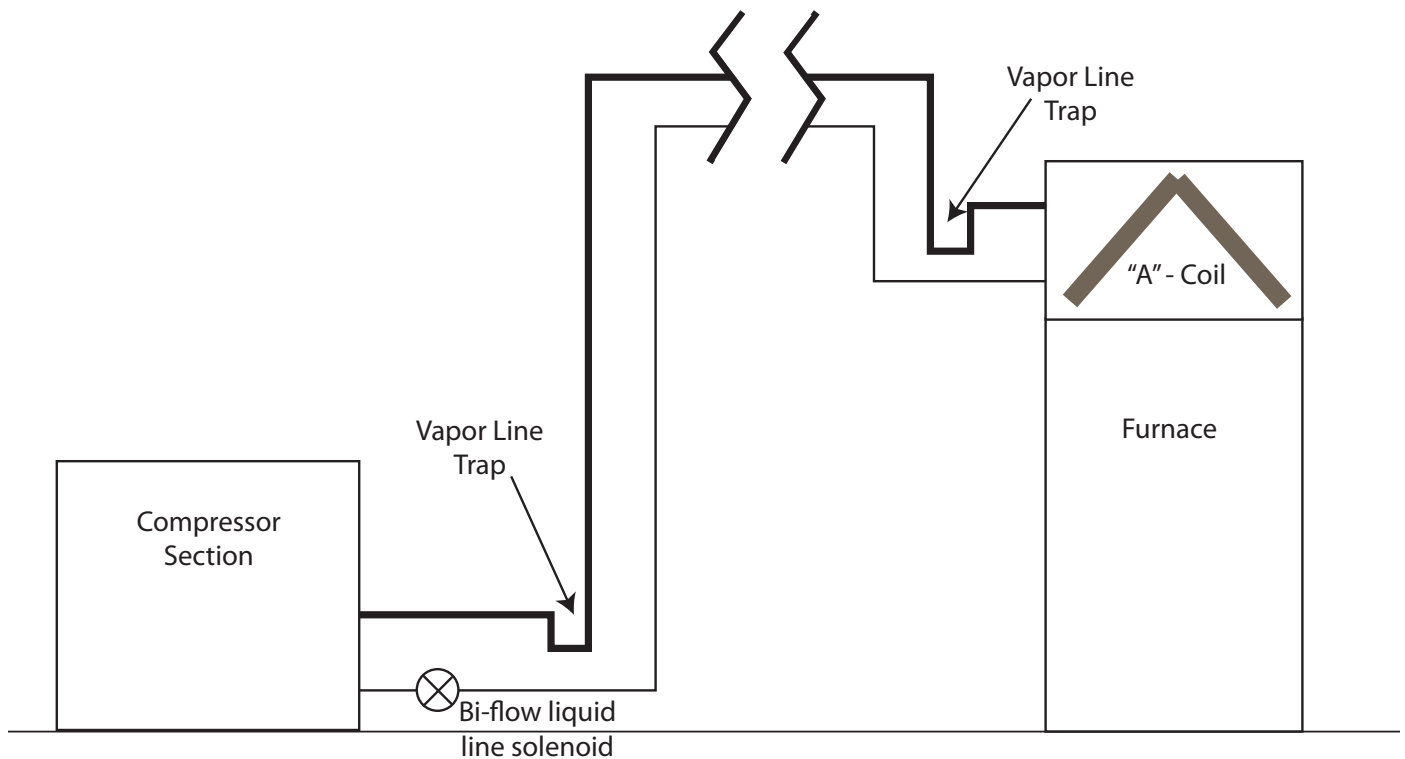 Vapor Line
Trap
"A" - Coil
Vapor Line
Trap
Furnace
Compressor
Section
Bi-flow liquid
line solenoid